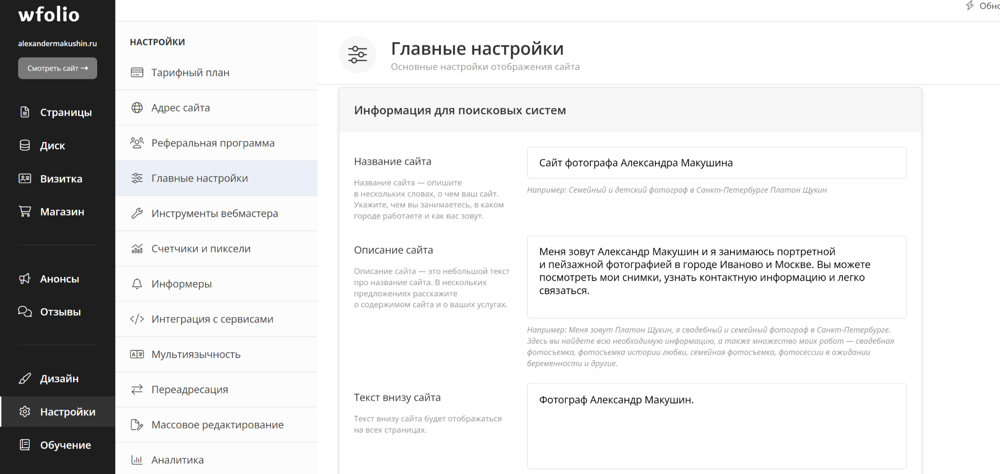 wfolio
alexandermakushin.ru
Смотреть сайт →
Страницы
Диск
Визитка
Магазин
Анонсы
Отзывы
Дизайн
Настройки
Обучение
НАСТРОЙКИ
Тарифный план
Адрес сайта
Реферальная программа
Главные настройки
Инструменты вебмастера
Счетчики и пиксели
Информеры
Интеграция с сервисами
Мультиязычность
Переадресация
Массовое редактирование
Аналитика
Главные настройки
Основные настройки отображения сайта
Информация для поисковых систем
Название сайта
Название сайта — опишите
в нескольких словах, о чем ваш сайт.
Укажите, чем вы занимаетесь, в каком
городе работаете и как вас зовут.
Сайт фотографа Александра Макушина
Например: Семейный и детский фотограф в Санкт-Петербурге Платон Щукин
Описание сайта
Описание сайта — это небольшой текст
про название сайта. В нескольких
предложениях расскажите
о содержимом сайта и о ваших услугах.
Меня зовут Александр Макушин и я занимаюсь портретной
и пейзажной фотографией в городе Иваново и Москве. Вы можете
посмотреть мои снимки, узнать контактную информацию и легко
связаться.
Например: Меня зовут Платон Щукин, я свадебный и семейный фотограф в Санкт-Петербурге.
Здесь вы найдете всю необходимую информацию, а также множество моих работ — свадебная
фотосъемка, фотосъемка истории любви, семейная фотосъемка, фотосессии в ожидании
беременности и другие.
Текст внизу сайта
Текст внизу сайта будет отображаться
на всех страницах.
Фотограф Александр Макушин.